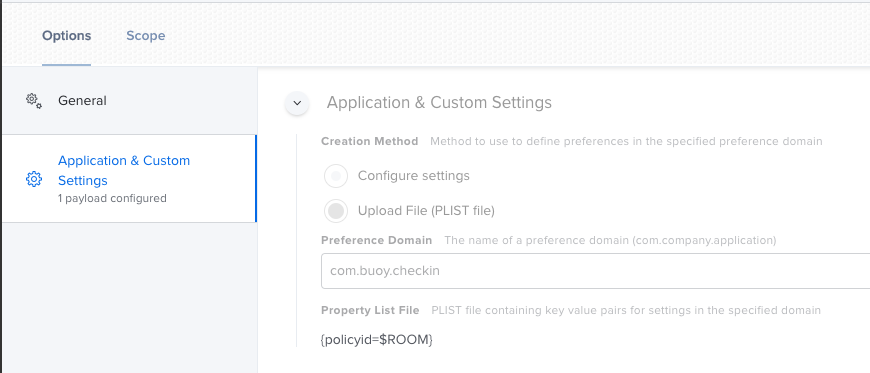 Options
Scope
General
Application & Custom
Settings
1 payload configured
Application & Custom Settings
Creation Method Method to use to define preferences in the specified preference domain
Configure settings
Upload File (PLIST file)
Preference Domain The name of a preference domain (com.company.application)
com.buoy.checkin
Property List File PLIST file containing key value pairs for settings in the specified domain
{policyid=$ROOM}